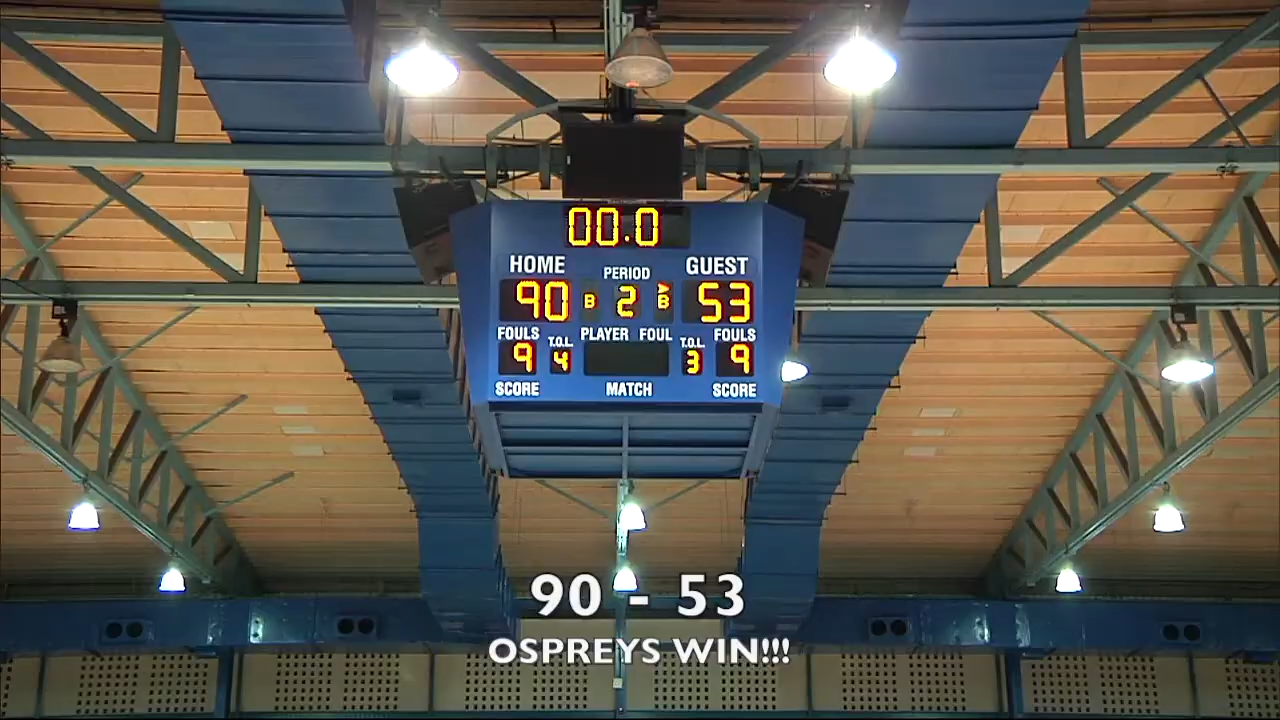 00.0
HOME PERIOD GUEST
90 B 2 B 53
FOULS T.O.L. PLAYER FOUL T.O.L. FOULS
9 4 3 9
SCORE MATCH SCORE
90 - 53
OSPREYS WIN!!!